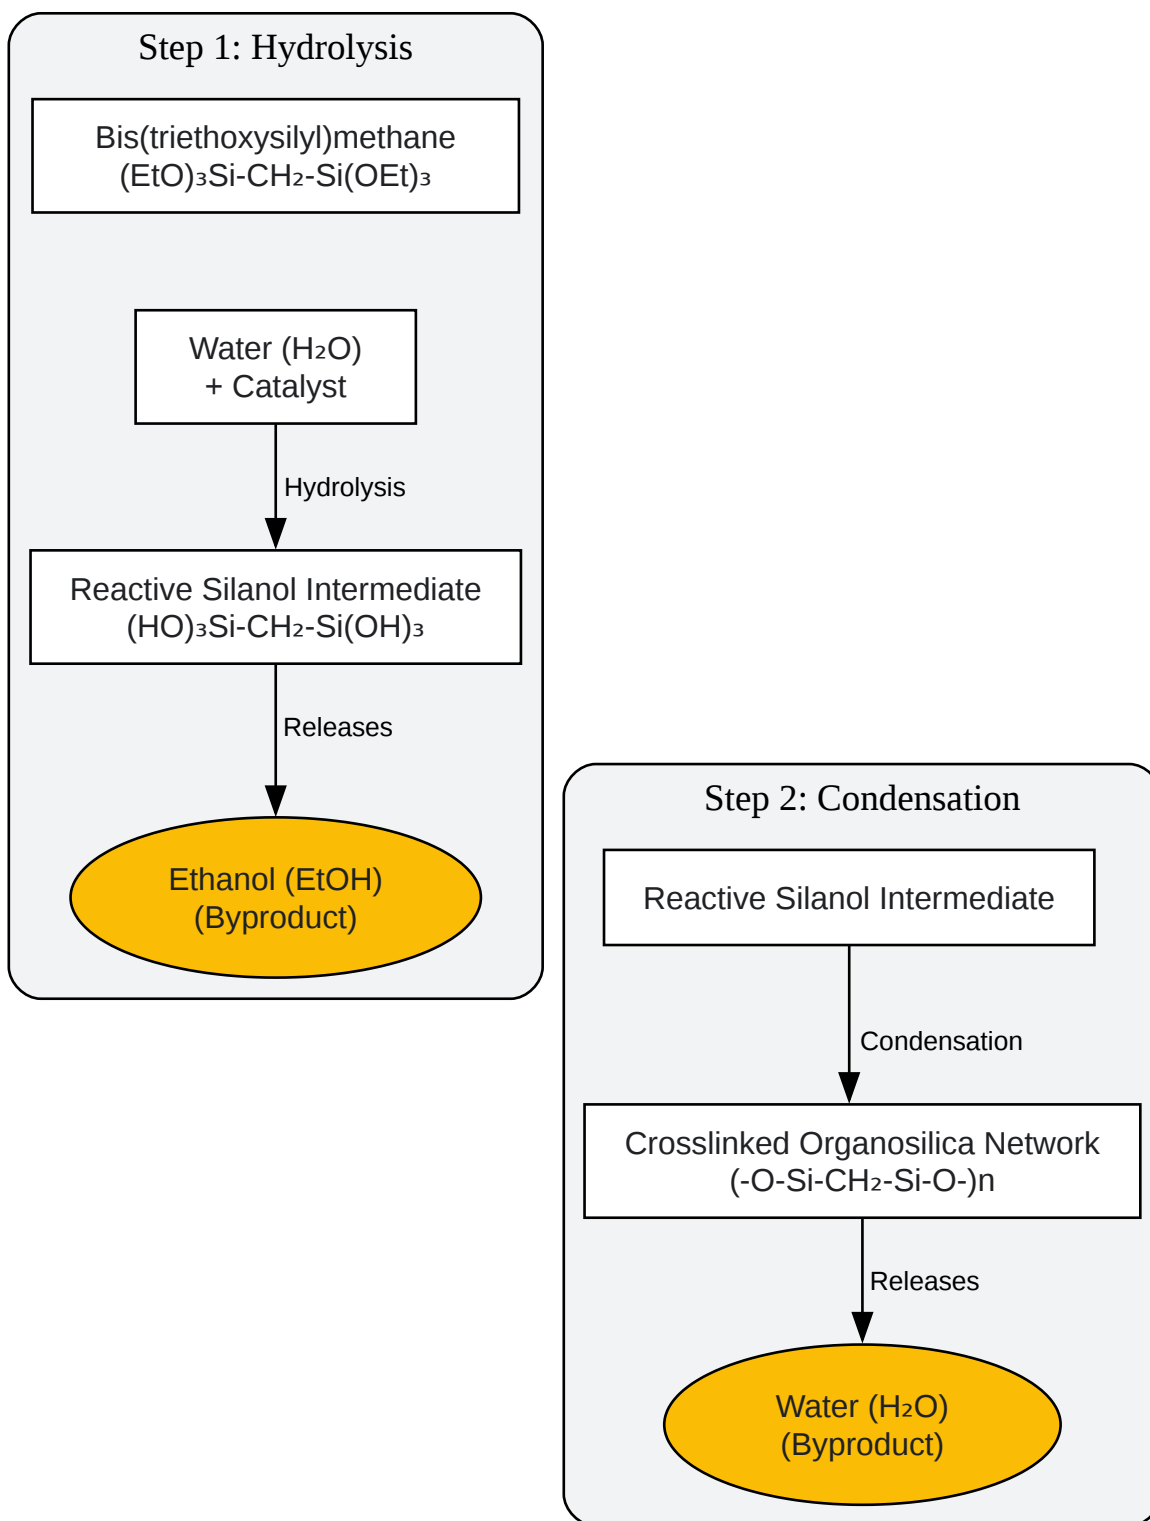 Step 1: Hydrolysis
Bis(triethoxysilyl)methane
(EtO)₃Si-CH₂-Si(OEt)₃
Water (H₂O)
+ Catalyst
Hydrolysis
Reactive Silanol Intermediate
(HO)₃Si-CH₂-Si(OH)₃
Releases
Ethanol (EtOH)
(Byproduct)
Step 2: Condensation
Reactive Silanol Intermediate
Condensation
Crosslinked Organosilica Network
(-O-Si-CH₂-Si-O-)n
Releases
Water (H₂O)
(Byproduct)